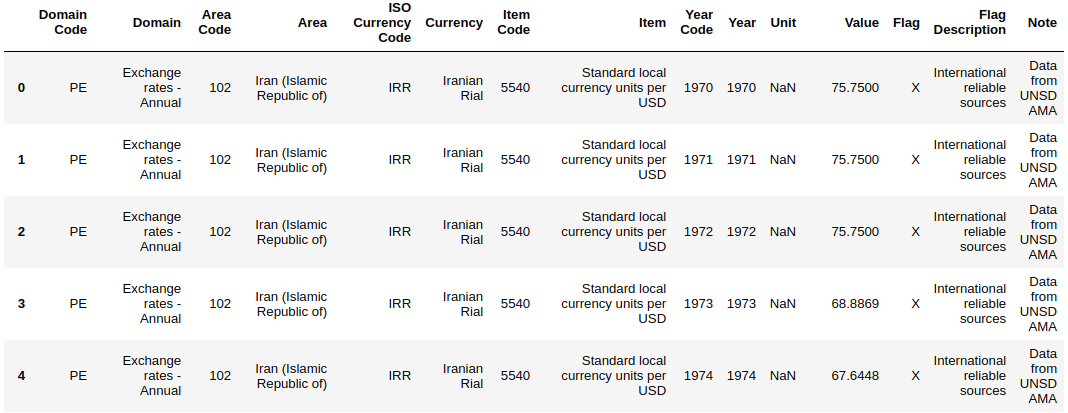 Domain Code Domain Area Code Area ISO Currency Code Currency Item Code Item Year Code Year Unit Value Flag Flag Description Note
0 PE Exchange rates - Annual 102 Iran (Islamic Republic of) IRR Iranian Rial 5540 Standard local currency units per USD 1970 1970 NaN 75.7500 X International reliable sources Data from UNSD AMA
1 PE Exchange rates - Annual 102 Iran (Islamic Republic of) IRR Iranian Rial 5540 Standard local currency units per USD 1971 1971 NaN 75.7500 X International reliable sources Data from UNSD AMA
2 PE Exchange rates - Annual 102 Iran (Islamic Republic of) IRR Iranian Rial 5540 Standard local currency units per USD 1972 1972 NaN 75.7500 X International reliable sources Data from UNSD AMA
3 PE Exchange rates - Annual 102 Iran (Islamic Republic of) IRR Iranian Rial 5540 Standard local currency units per USD 1973 1973 NaN 68.8869 X International reliable sources Data from UNSD AMA
4 PE Exchange rates - Annual 102 Iran (Islamic Republic of) IRR Iranian Rial 5540 Standard local currency units per USD 1974 1974 NaN 67.6448 X International reliable sources Data from UNSD AMA